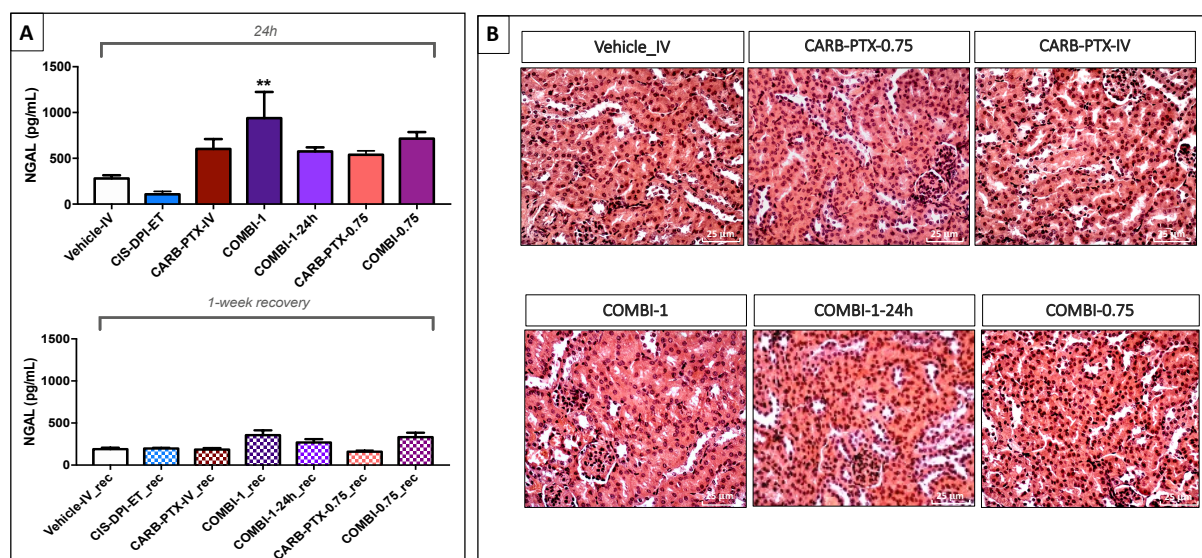 A
24h
NGAL (pg/mL)
1500
1000
500
0
**
Vehicle-IV
CIS-DPI-ET
CARB-PTX-IV
COMBI-1
COMBI-1-24h
CARB-PTX-0.75
COMBI-0.75
1-week recovery
NGAL (pg/mL)
1500
1000
500
0
Vehicle-IV_rec
CIS-DPI-ET_rec
CARB-PTX-IV_rec
COMBI-1_rec
COMBI-1-24h_rec
CARB-PTX-0.75_rec
COMBI-0.75_rec
B
Vehicle_IV
CARB-PTX-0.75
CARB-PTX-IV
25 µm
25 µm
25 µm
COMBI-1
COMBI-1-24h
COMBI-0.75
25 µm
25 µm
25 µm